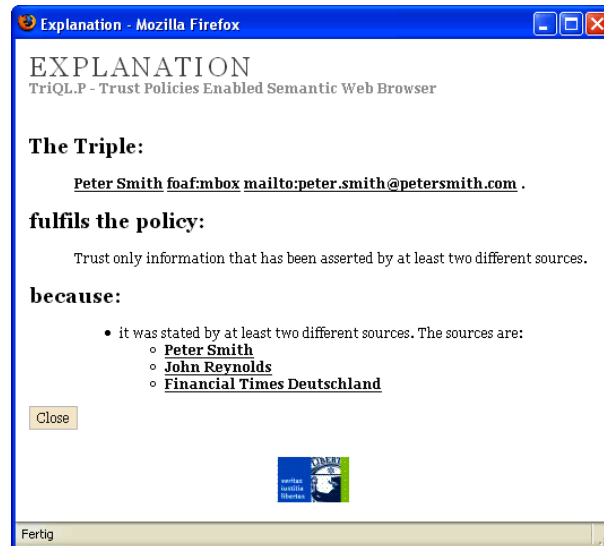 Explanation - Mozilla Firefox
EXPLANATION
TriQL.P - Trust Policies Enabled Semantic Web Browser
The Triple:
Peter Smith foaf:mbox mailto:peter.smith@petersmith.com .
fulfils the policy:
Trust only information that has been asserted by at least two different sources.
because:
• it was stated by at least two different sources. The sources are:
◦ Peter Smith
◦ John Reynolds
◦ Financial Times Deutschland
Close
LIBERT
veritas
iustitia
libertas
Fertig